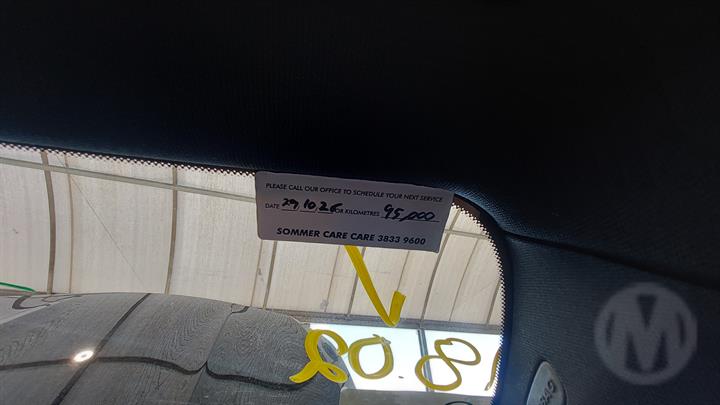 PLEASE CALL OUR OFFICE TO SCHEDULE YOUR NEXT SERVICE
DATE 29.10.26 OR KILOMETRES 95,000
SOMMER CARE CARE 3833 9600
M